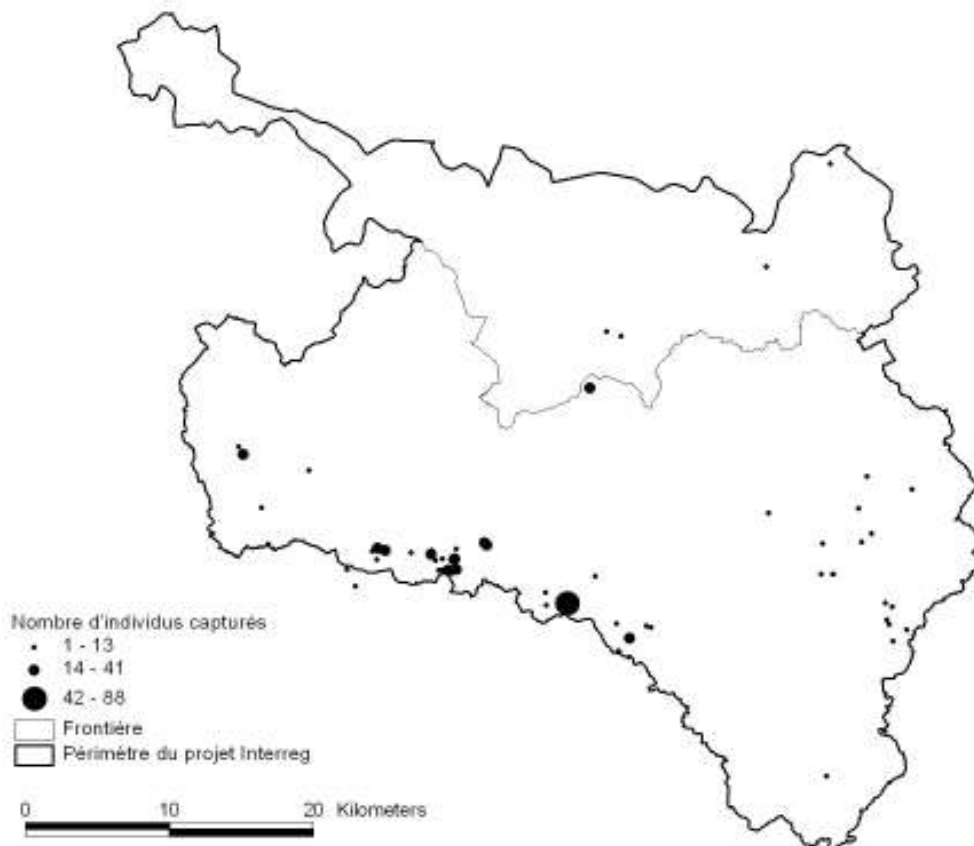 Nombre d'individus capturés
1 - 13
14 - 41
42 - 88
Frontière
Périmètre du projet Interreg
0 10 20 Kilometers